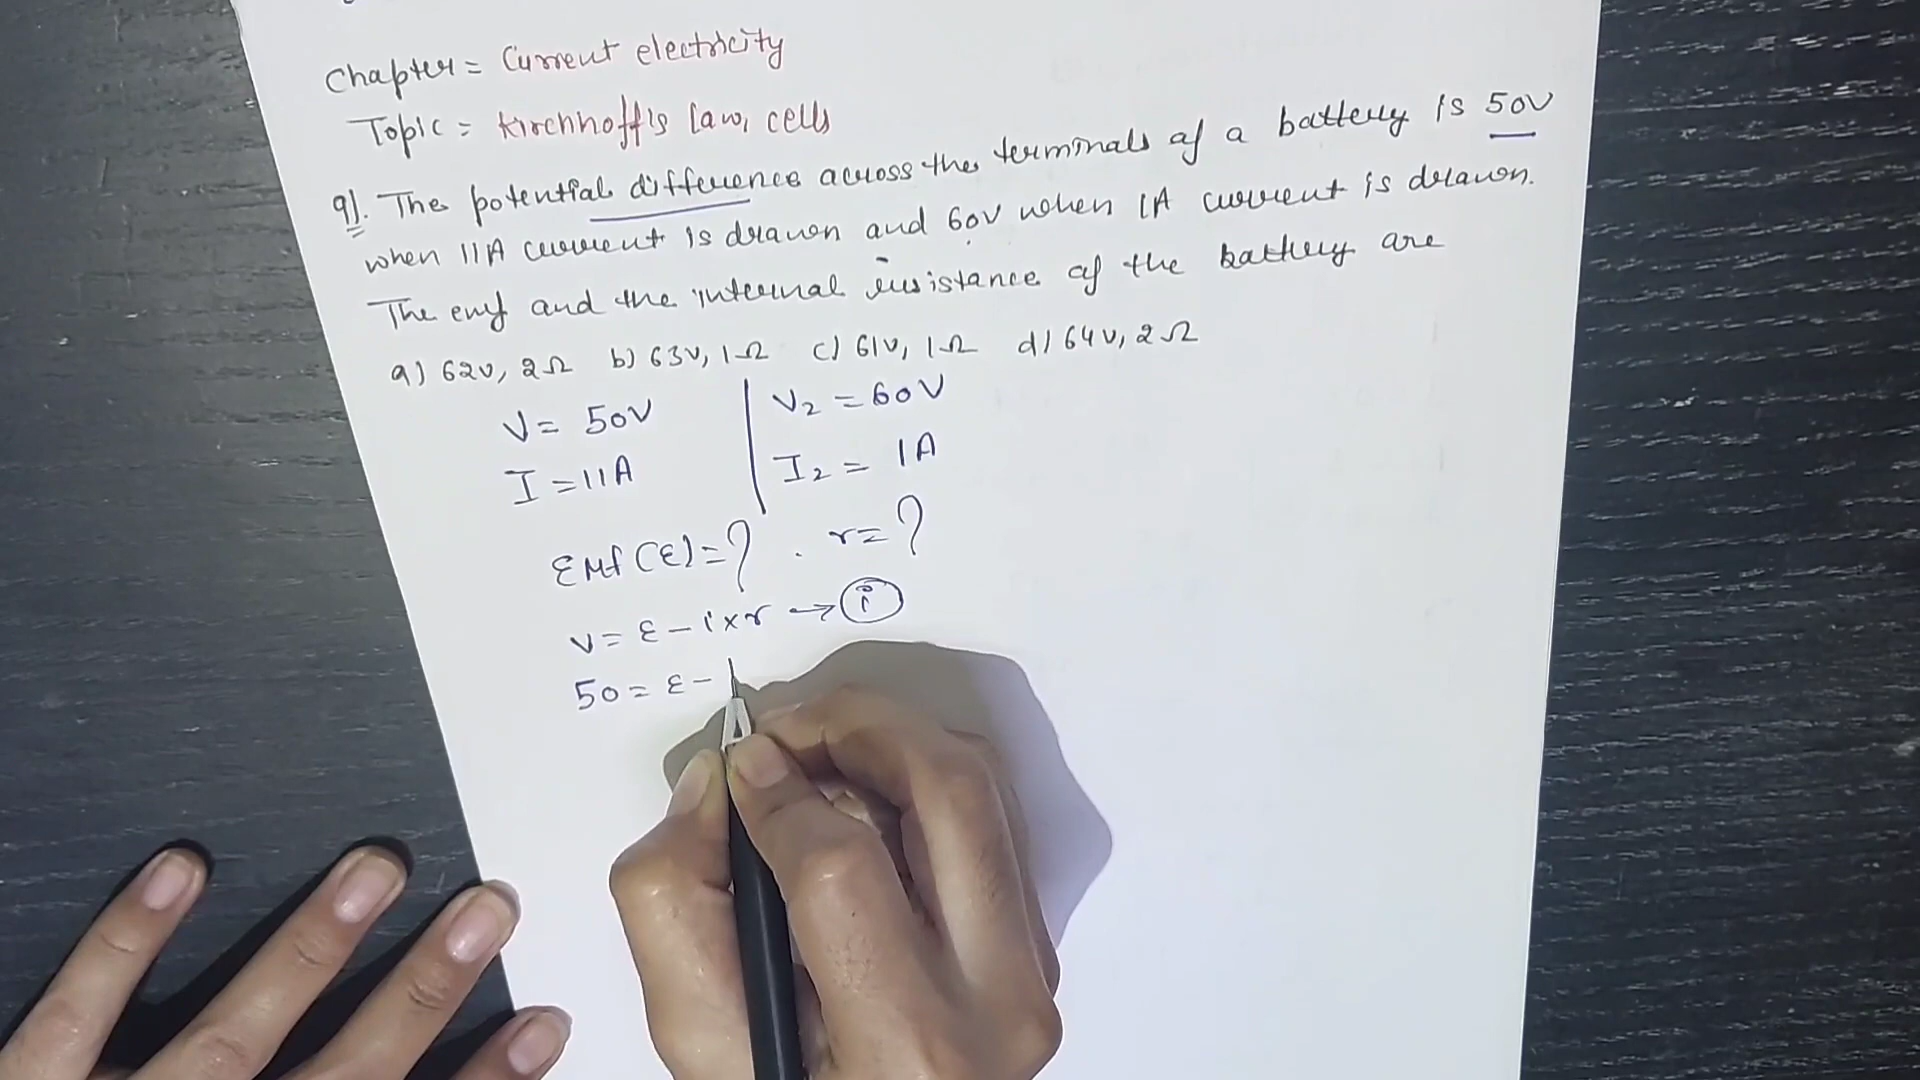 Chapter = Current electricity
Topic = Kirchhoff's law, cells
9). The potential difference across the terminals of a battery is 50V
when 11A current is drawn and 60V when 1A current is drawn.
The emf and the internal resistance of the battery are
a) 62V, 2Ω b) 63V, 1Ω c) 61V, 1Ω d) 64V, 2Ω
V = 50V V₂ = 60V
I = 11A I₂ = 1A
EMf (ε) = ? . r = ?
V = ε - i×r → (i)
50 = ε -